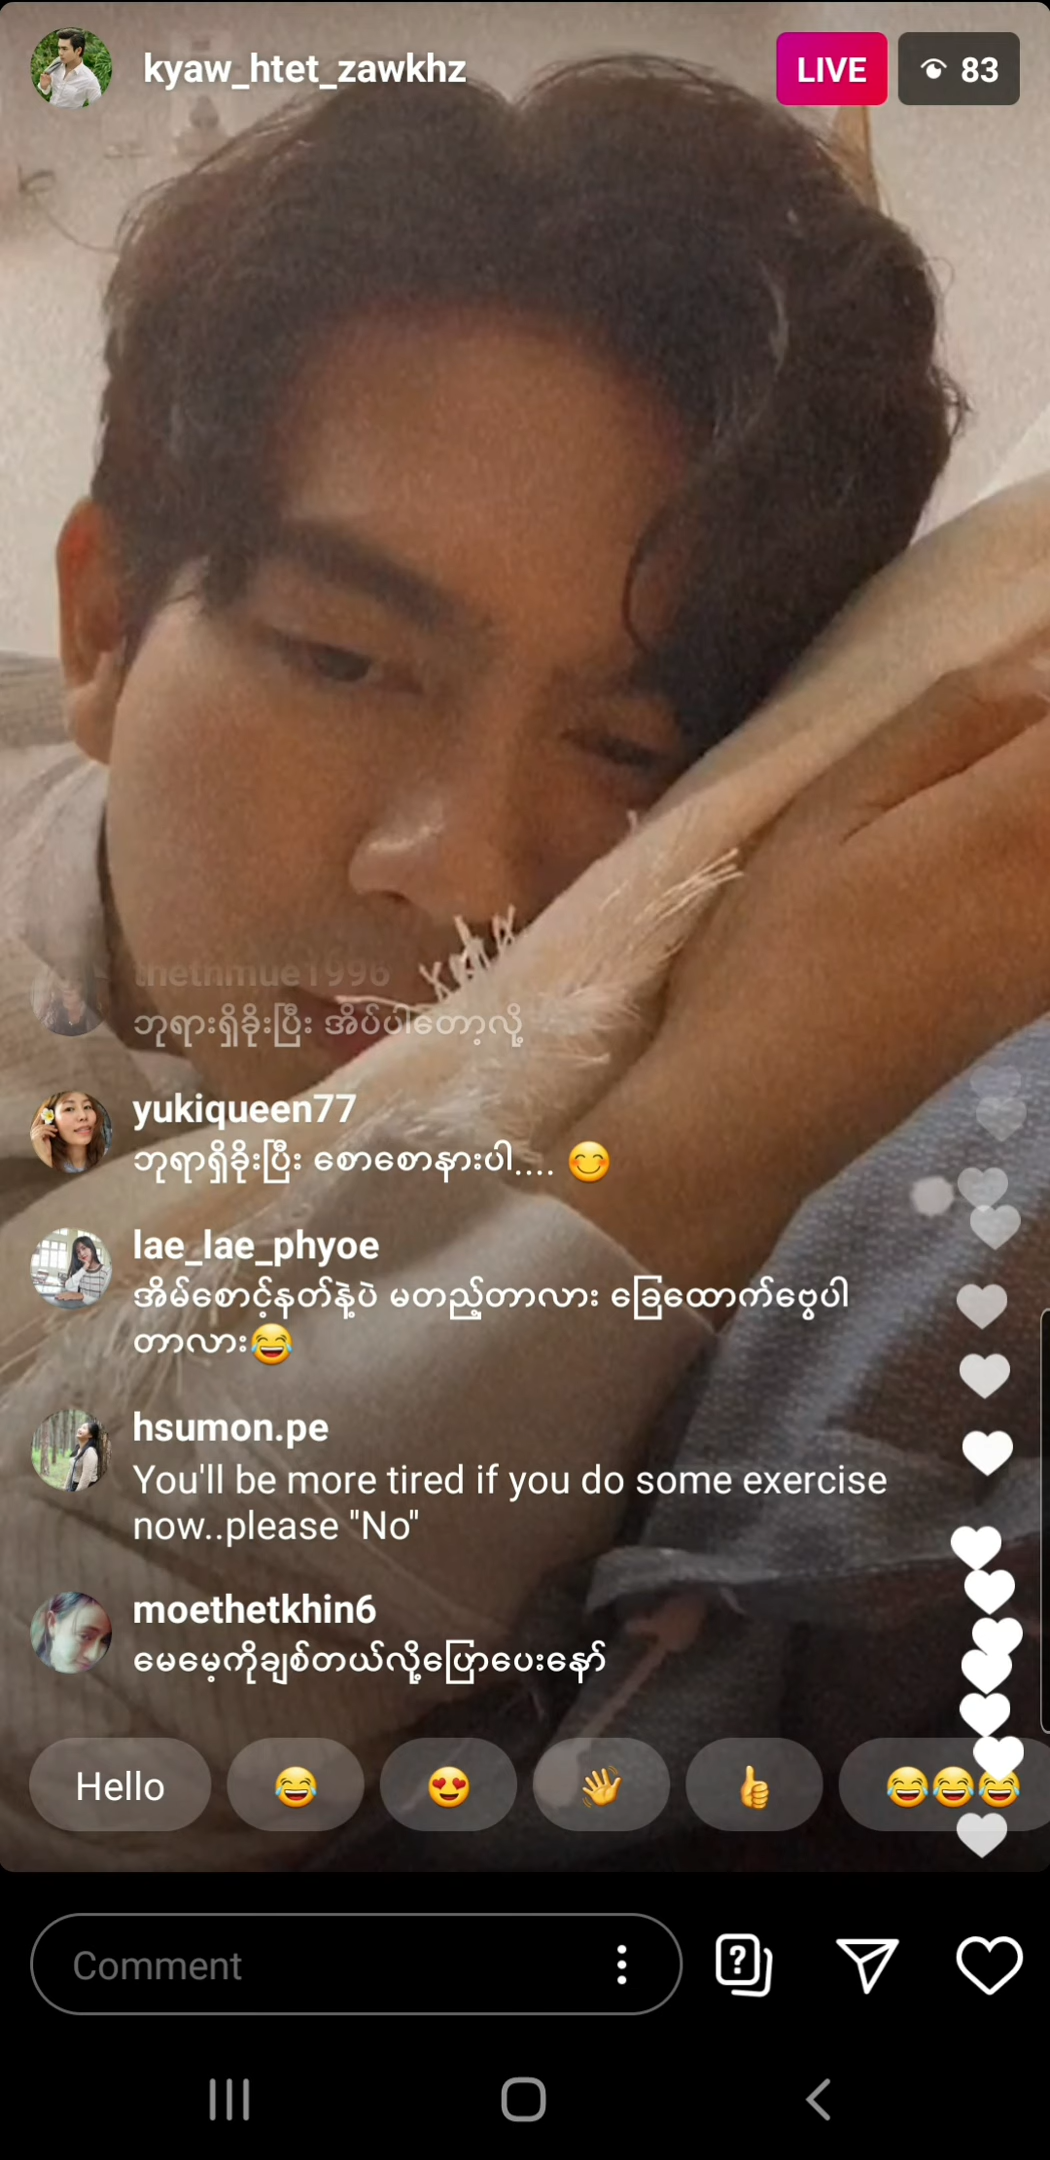 kyaw_htet_zawkhz
LIVE
83
thethmue1996
ဘုရားရှိခိုးပြီး အိပ်ပါတော့လို့
yukiqueen77
ဘုရာရှိခိုးပြီး စောစောနားပါ.... 😊
lae_lae_phyoe
အိမ်စောင့်နတ်နဲ့ပဲ မတည့်တာလား ခြေထောက်ဗွေပါ
တာလား😂
hsumon.pe
You'll be more tired if you do some exercise
now..please "No"
moethetkhin6
မေမေ့ကိုချစ်တယ်လို့ပြောပေးနော်
Hello 😂 😍 👋 👍 😂😂😂
Comment